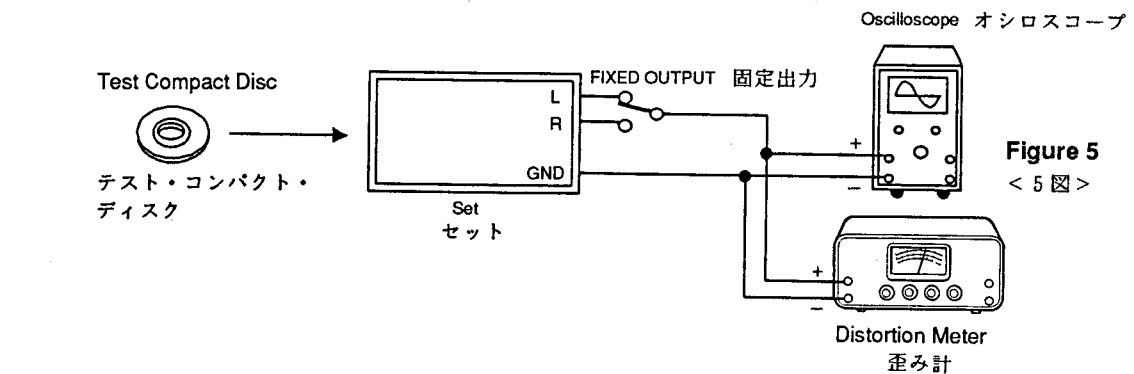 Oscilloscope オシロスコープ
Test Compact Disc
FIXED OUTPUT 固定出力
L
R
GND
+
−
Figure 5
< 5 図 >
テスト・コンパクト・
ディスク
Set
セット
+
−
Distortion Meter
歪み計